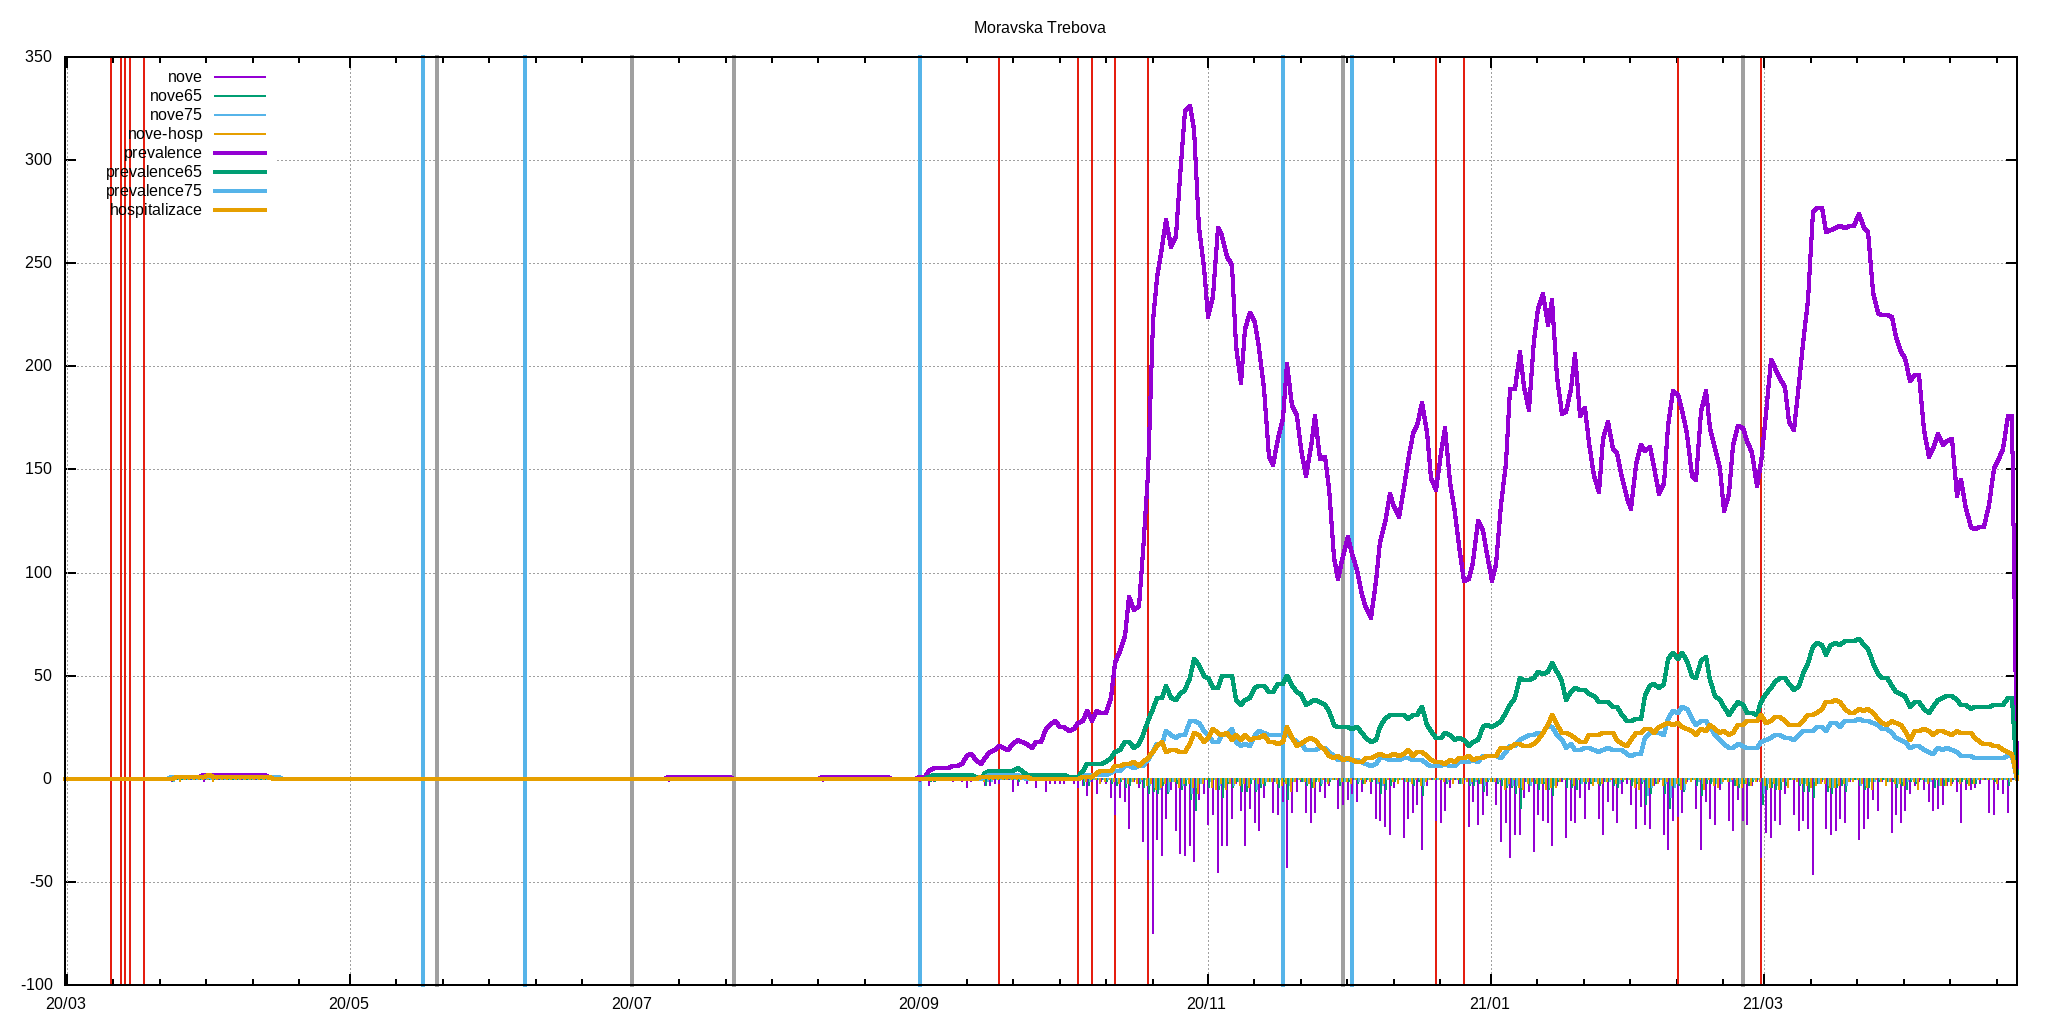 Moravska Trebova
350
300
250
200
150
100
50
0
-50
-100
nove
nove65
nove75
nove-hosp
prevalence
prevalence65
prevalence75
hospitalizace
20/03 20/05 20/07 20/09 20/11 21/01 21/03